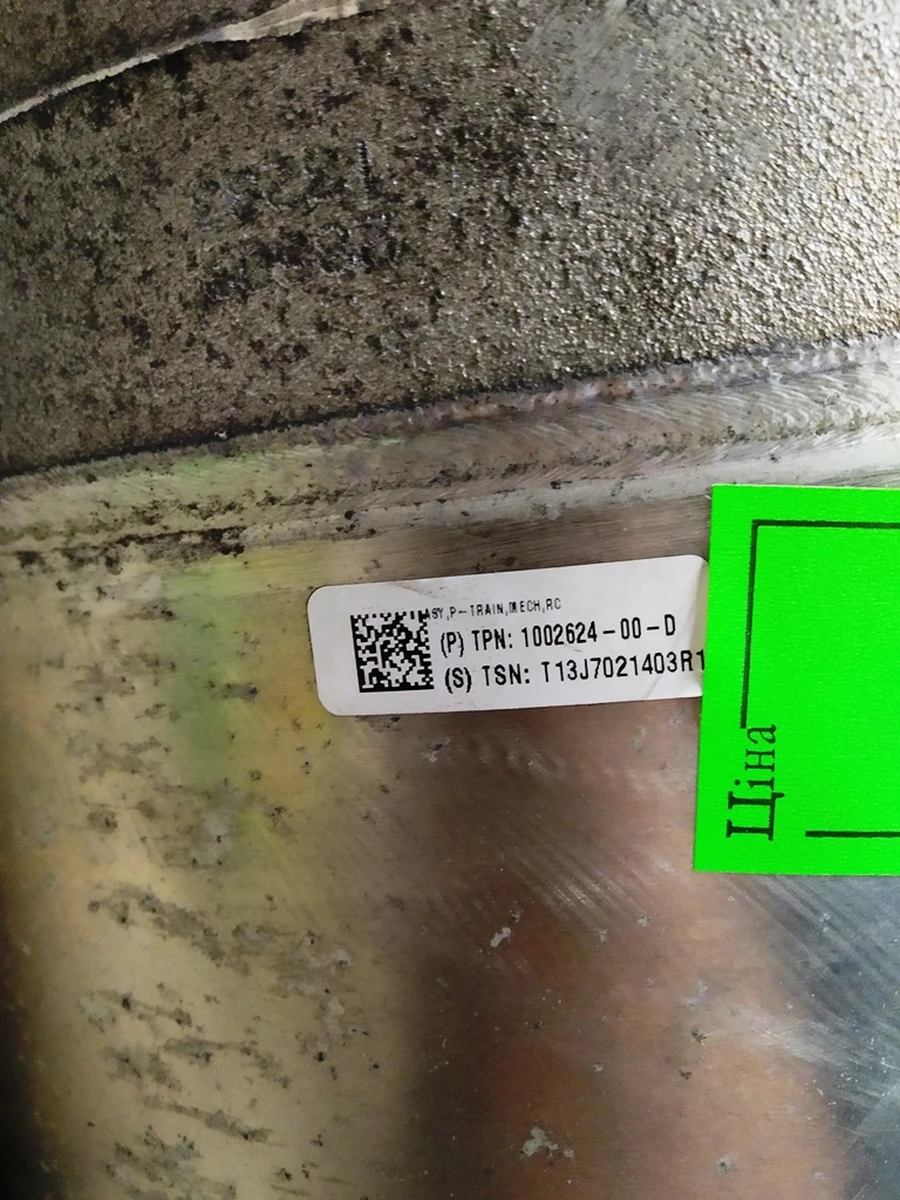 ASY,P-TRAIN,MECH,RC
(P) TPN: 1002624-00-D
(S) TSN: T13J7021403R1
Ціна